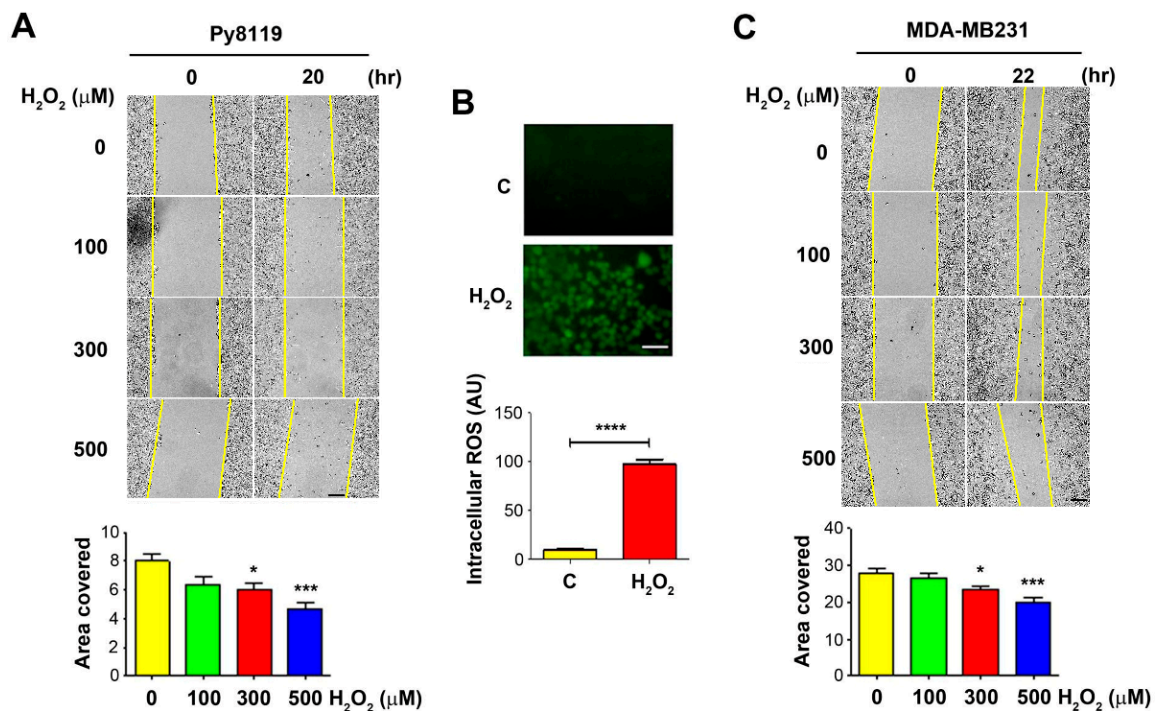 A
Py8119
0 20 (hr)
H₂O₂ (μM)
0
100
300
500
Area covered
8
6
4
2
0
0 100 300 500 H₂O₂ (μM)
*
***
B
C
H₂O₂
Intracellular ROS (AU)
150
100
50
0
****
C H₂O₂
C
MDA-MB231
0 22 (hr)
H₂O₂ (μM)
0
100
300
500
Area covered
40
30
20
10
0
*
***
0 100 300 500 H₂O₂ (μM)